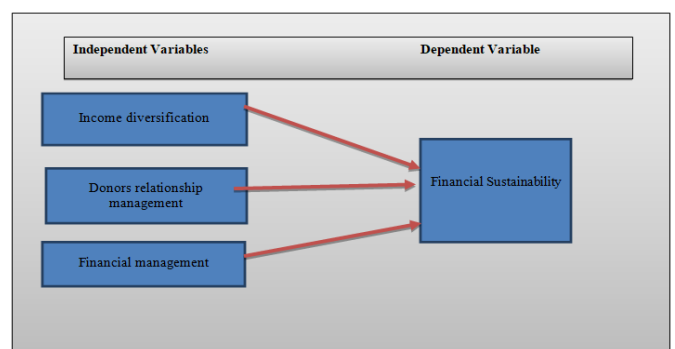 Independent Variables
Dependent Variable
Income diversification
Donors relationship
management
Financial management
Financial Sustainability